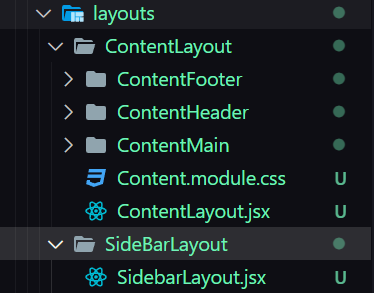 layouts
ContentLayout
ContentFooter
ContentHeader
ContentMain
Content.module.css U
ContentLayout.jsx U
SideBarLayout
SidebarLayout.jsx U